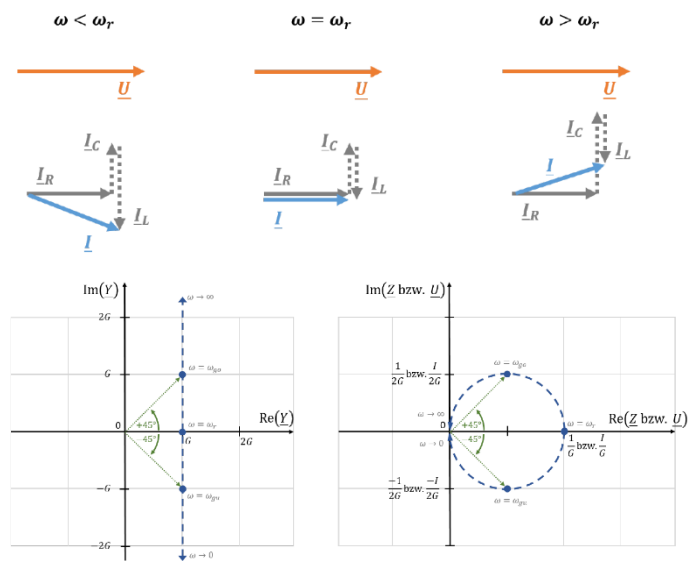 ω < ω_r
ω = ω_r
ω > ω_r
U
U
U
I_C
I_R
I_L
I
I_C
I_R
I_L
I
I_C
I
I_L
I_R
Im(Y)
ω → ∞
2G
G
ω = ω_go
+45°
Re(Y)
0
ω = ω_r
−45°
G
2G
−G
ω = ω_gu
−2G
ω → 0
Im(Z bzw. U)
ω = ω_go
1/2G bzw. I/2G
ω → ∞
+45°
ω = ω_r
Re(Z bzw. U)
0
ω → 0
−45°
1/G bzw. I/G
−1/2G bzw. −I/2G
ω = ω_gu